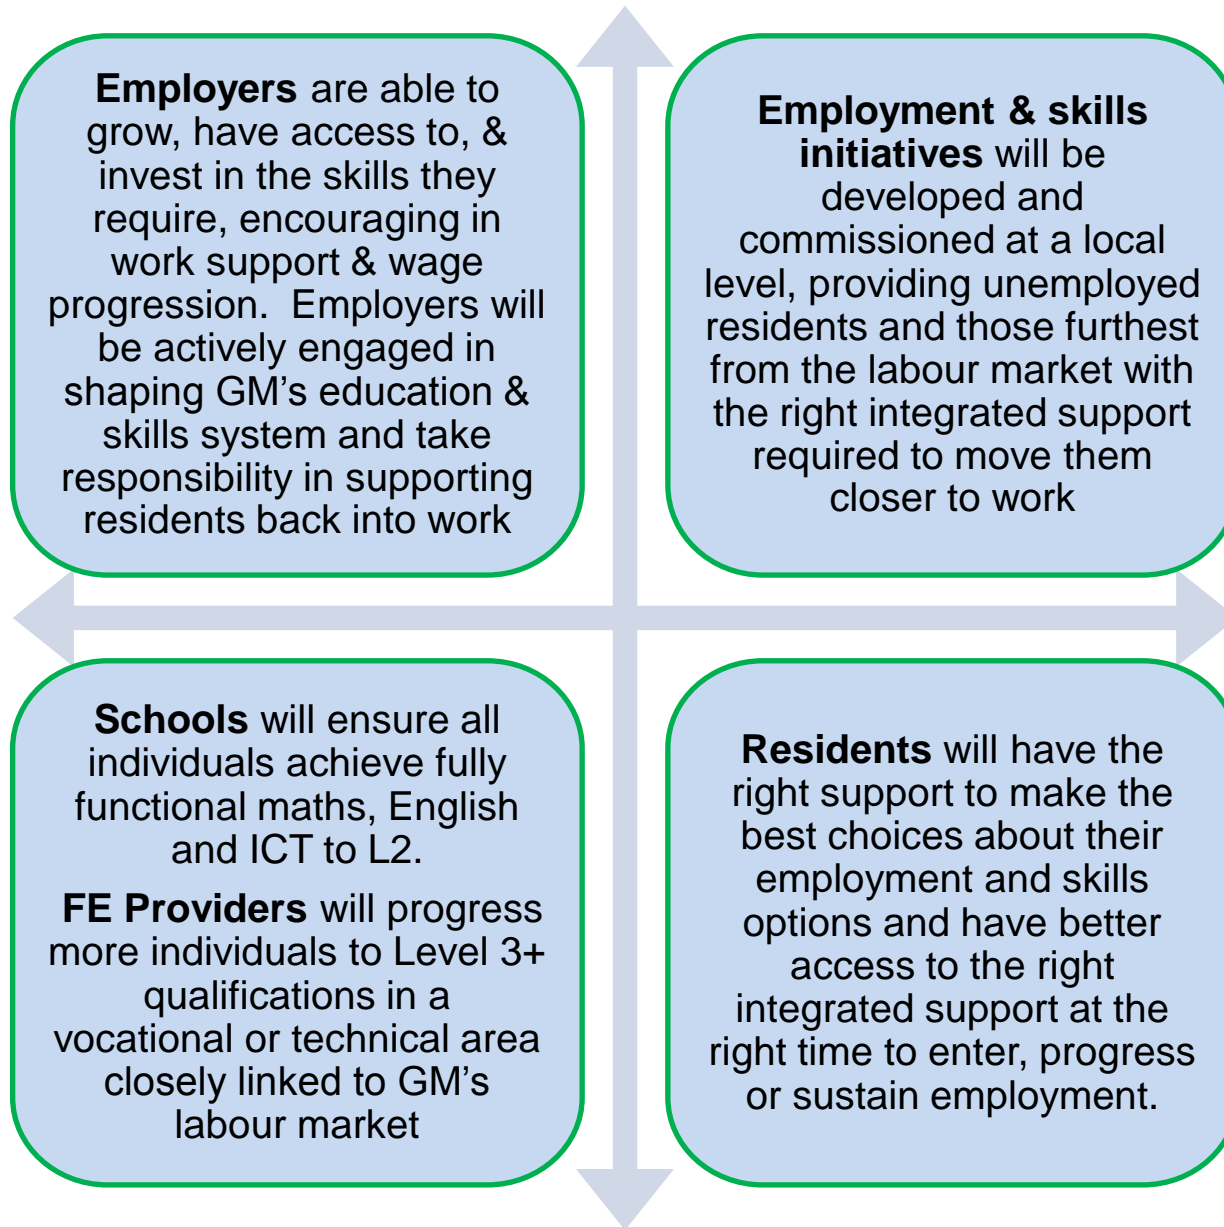 Employers are able to
grow, have access to, &
invest in the skills they
require, encouraging in
work support & wage
progression.  Employers will
be actively engaged in
shaping GM’s education &
skills system and take
responsibility in supporting
residents back into work
Employment & skills
initiatives will be
developed and
commissioned at a local
level, providing unemployed
residents and those furthest
from the labour market with
the right integrated support
required to move them
closer to work
Schools will ensure all
individuals achieve fully
functional maths, English
and ICT to L2.
FE Providers will progress
more individuals to Level 3+
qualifications in a
vocational or technical area
closely linked to GM’s
labour market
Residents will have the
right support to make the
best choices about their
employment and skills
options and have better
access to the right
integrated support at the
right time to enter, progress
or sustain employment.